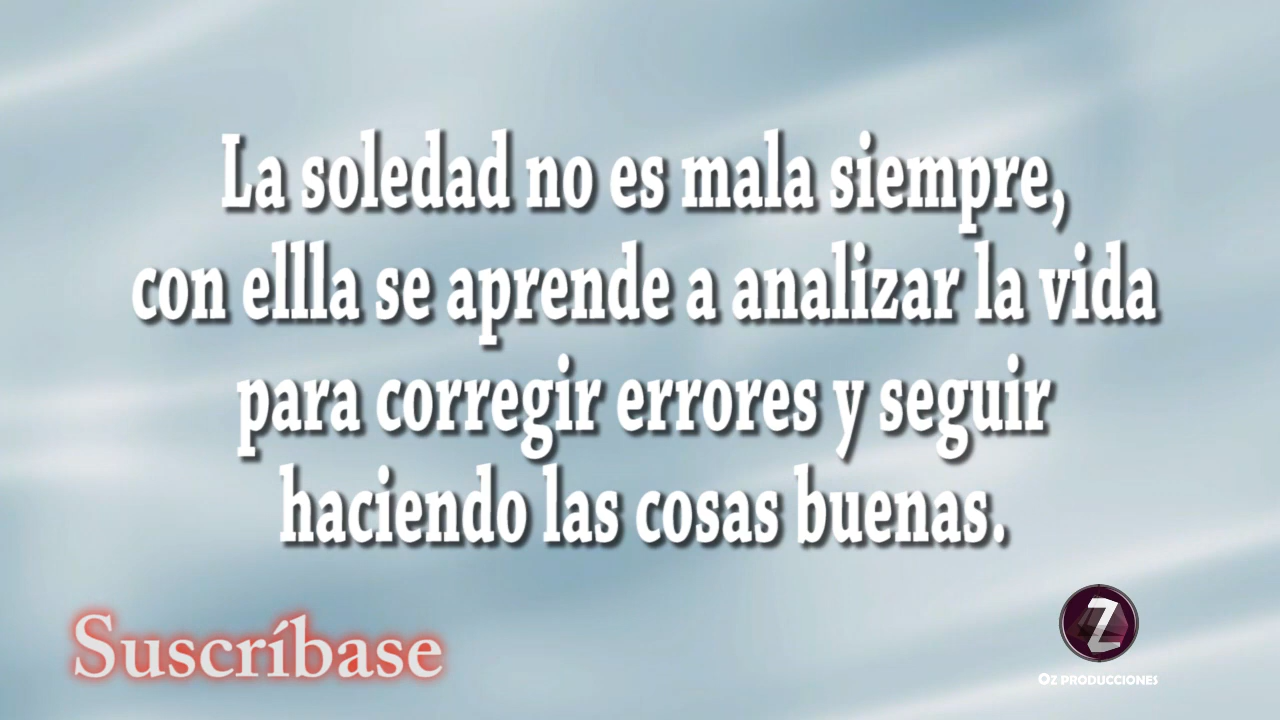 La soledad no es mala siempre,
con ellla se aprende a analizar la vida
para corregir errores y seguir
haciendo las cosas buenas.
Suscríbase
Z
Oz producciones